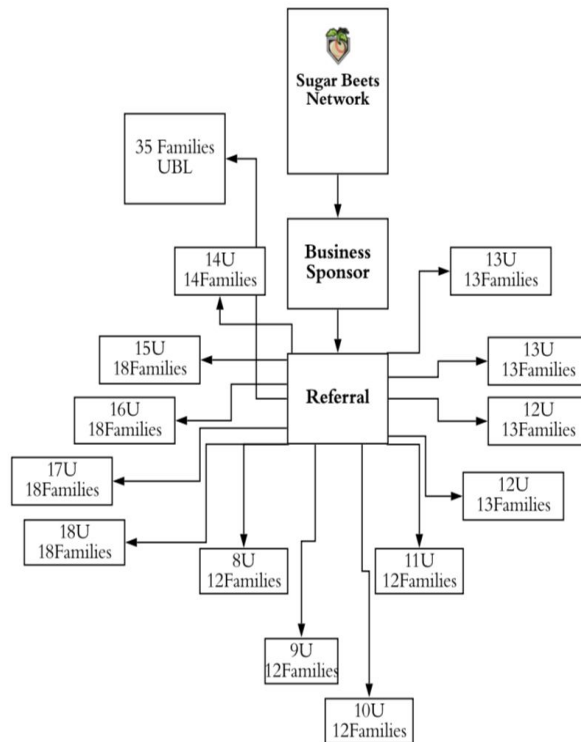 Sugar Beets
Network
35 Families
UBL
Business
Sponsor
14U
14Families
13U
13Families
15U
18Families
13U
13Families
Referral
16U
18Families
12U
13Families
17U
18Families
12U
13Families
18U
18Families
8U
12Families
11U
12Families
9U
12Families
10U
12Families